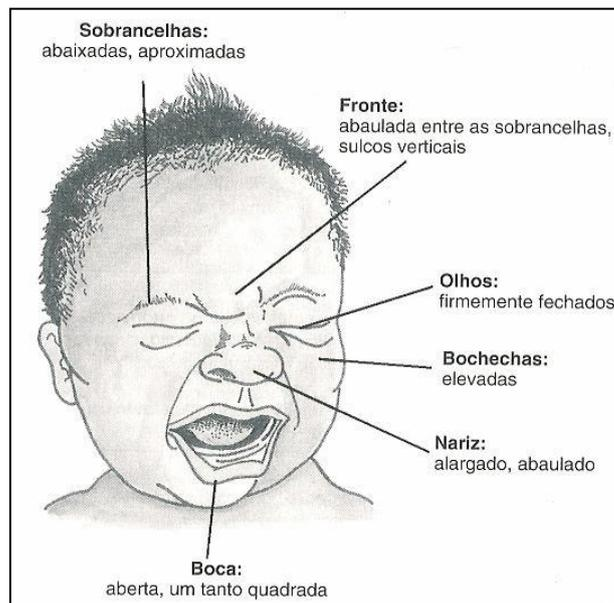 Sobrancelhas:
abaixadas, aproximadas
Fronte:
abaulada entre as sobrancelhas,
sulcos verticais
Olhos:
firmemente fechados
Bochechas:
elevadas
Nariz:
alargado, abaulado
Boca:
aberta, um tanto quadrada